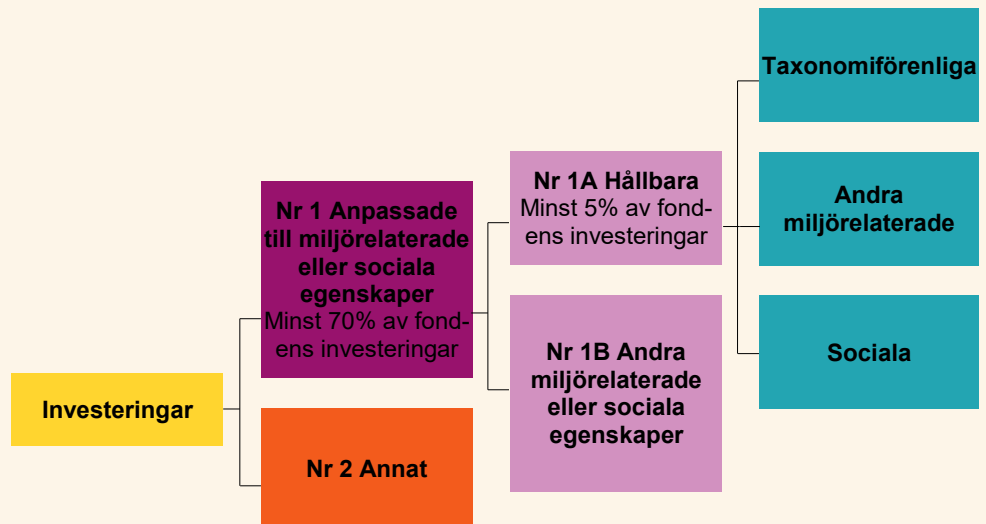 Investeringar
Nr 1 Anpassade
till miljörelaterade
eller sociala
egenskaper
Minst 70% av fond-
ens investeringar
Nr 2 Annat
Nr 1A Hållbara
Minst 5% av fond-
ens investeringar
Nr 1B Andra
miljörelaterade
eller sociala
egenskaper
Taxonomiförenliga
Andra
miljörelaterade
Sociala